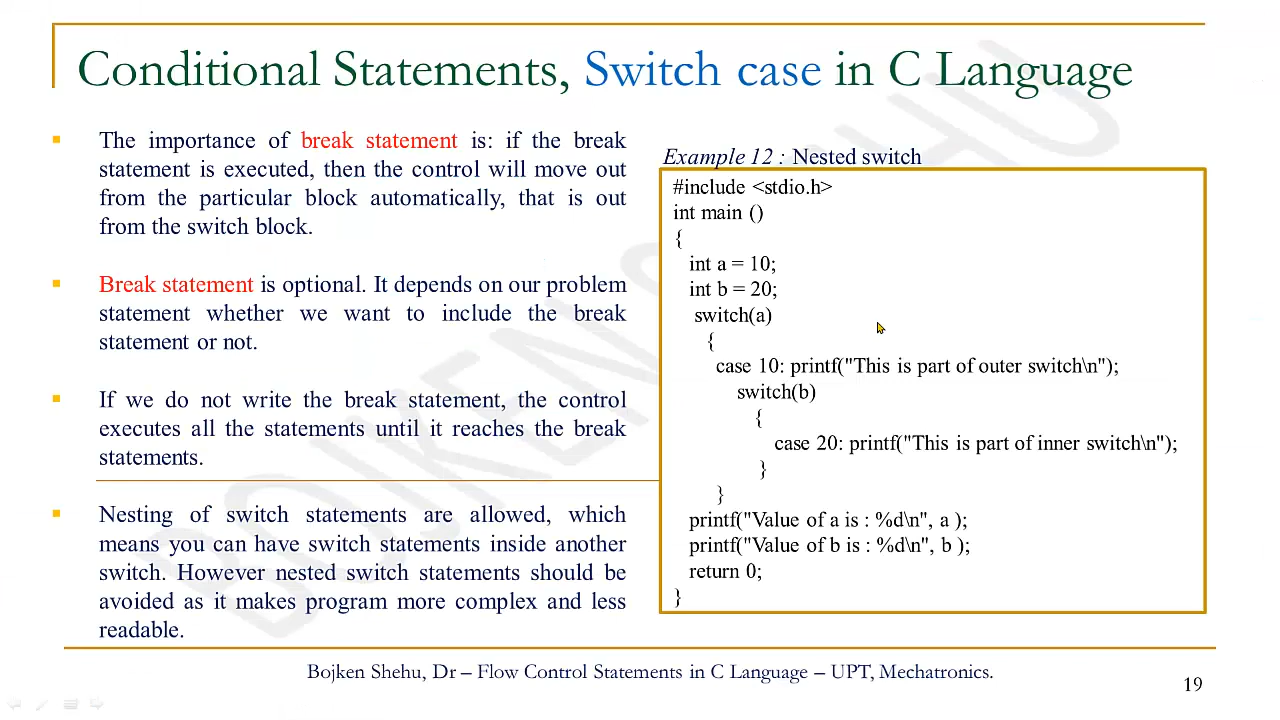 Conditional Statements, Switch case in C Language
The importance of break statement is: if the break
statement is executed, then the control will move out
from the particular block automatically, that is out
from the switch block.
Break statement is optional. It depends on our problem
statement whether we want to include the break
statement or not.
If we do not write the break statement, the control
executes all the statements until it reaches the break
statements.
Nesting of switch statements are allowed, which
means you can have switch statements inside another
switch. However nested switch statements should be
avoided as it makes program more complex and less
readable.
Example 12 : Nested switch
#include <stdio.h>
int main ()
{
int a = 10;
int b = 20;
switch(a)
{
case 10: printf("This is part of outer switch\n");
switch(b)
{
case 20: printf("This is part of inner switch\n");
}
}
printf("Value of a is : %d\n", a );
printf("Value of b is : %d\n", b );
return 0;
}
Bojken Shehu, Dr – Flow Control Statements in C Language – UPT, Mechatronics.
19
BOJKEN SHEHU